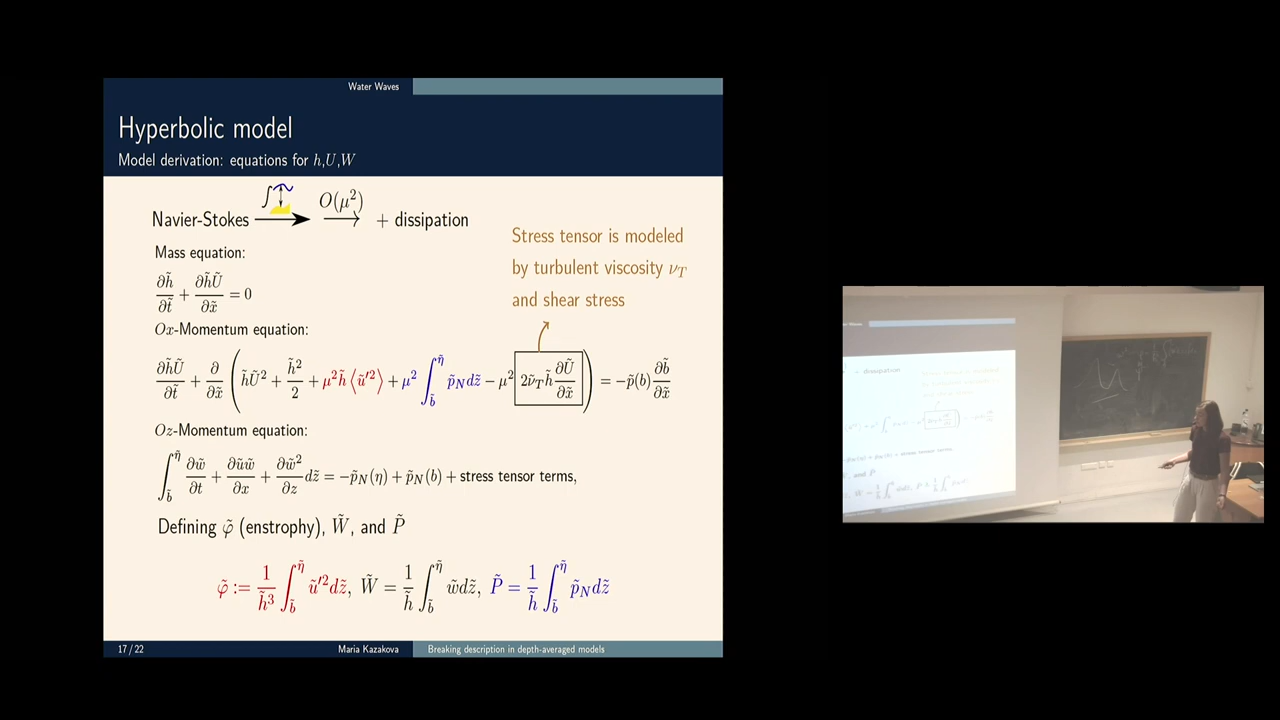 Water Waves
Hyperbolic model
Model derivation: equations for h,U,W
Navier-Stokes ∫ ⟶ O(μ²) ⟶ + dissipation
Stress tensor is modeled
by turbulent viscosity ν_T
and shear stress
Mass equation:
∂h̃/∂t̃ + ∂h̃Ũ/∂x̃ = 0
Ox-Momentum equation:
∂h̃Ũ/∂t̃ + ∂/∂x̃ ( h̃Ũ² + h̃²/2 + μ²h̃⟨ũ′²⟩ + μ² ∫_b̃^η̃ p̃_N dz̃ − μ² 2ν̃_T h̃ ∂Ũ/∂x̃ ) = −p̃(b) ∂b̃/∂x̃
Oz-Momentum equation:
∫_b̃^η̃ ∂w̃/∂t + ∂ũw̃/∂x + ∂w̃²/∂z dz̃ = −p̃_N(η) + p̃_N(b) + stress tensor terms,
Defining φ̃ (enstrophy), W̃, and P̃
φ̃ := 1/h̃³ ∫_b̃^η̃ ũ′² dz̃, W̃ = 1/h̃ ∫_b̃^η̃ w̃dz̃, P̃ = 1/h̃ ∫_b̃^η̃ p̃_N dz̃
17 / 22
Maria Kazakova
Breaking description in depth-averaged models